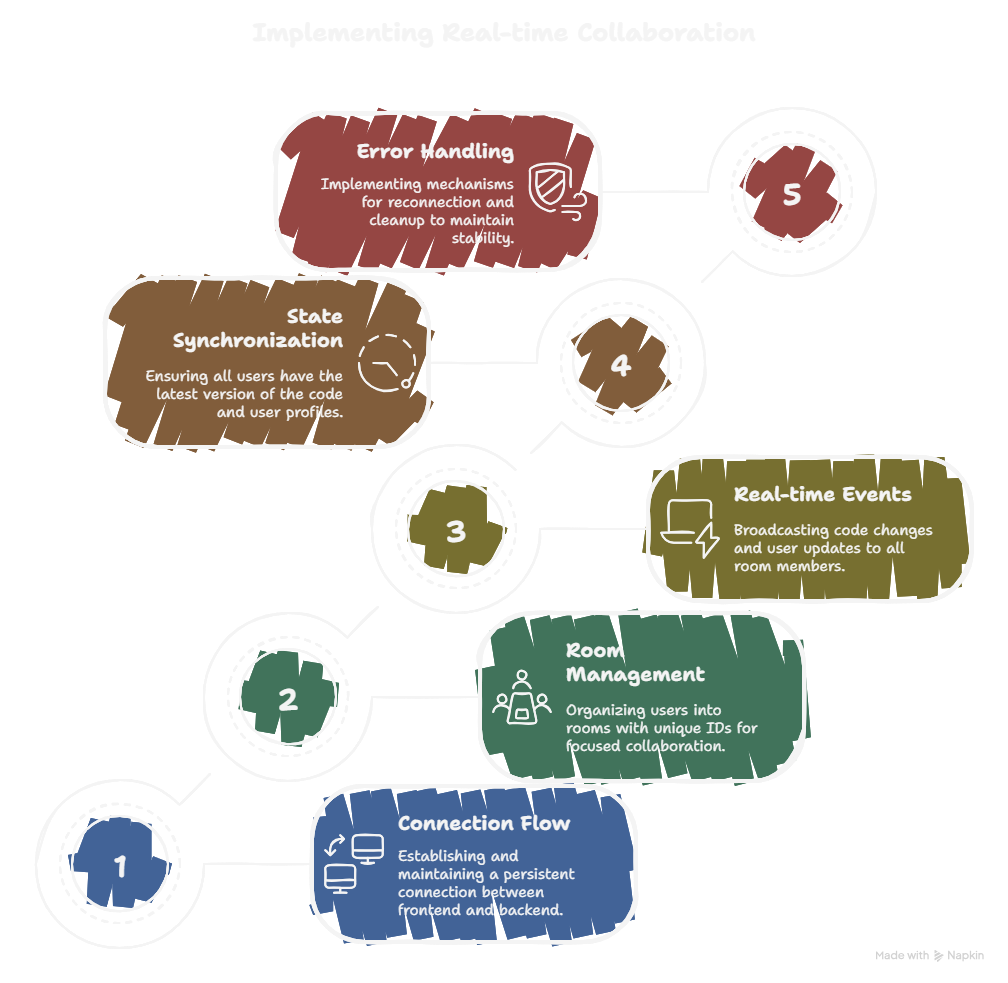 Implementing Real-time Collaboration
Error Handling
Implementing mechanisms
for reconnection and
cleanup to maintain
stability.
5
State
Synchronization
Ensuring all users have the
latest version of the code
and user profiles.
4
3
Real-time Events
Broadcasting code changes
and user updates to all
room members.
2
Room
Management
Organizing users into
rooms with unique IDs for
focused collaboration.
1
Connection Flow
Establishing and
maintaining a persistent
connection between
frontend and backend.
Made with Napkin